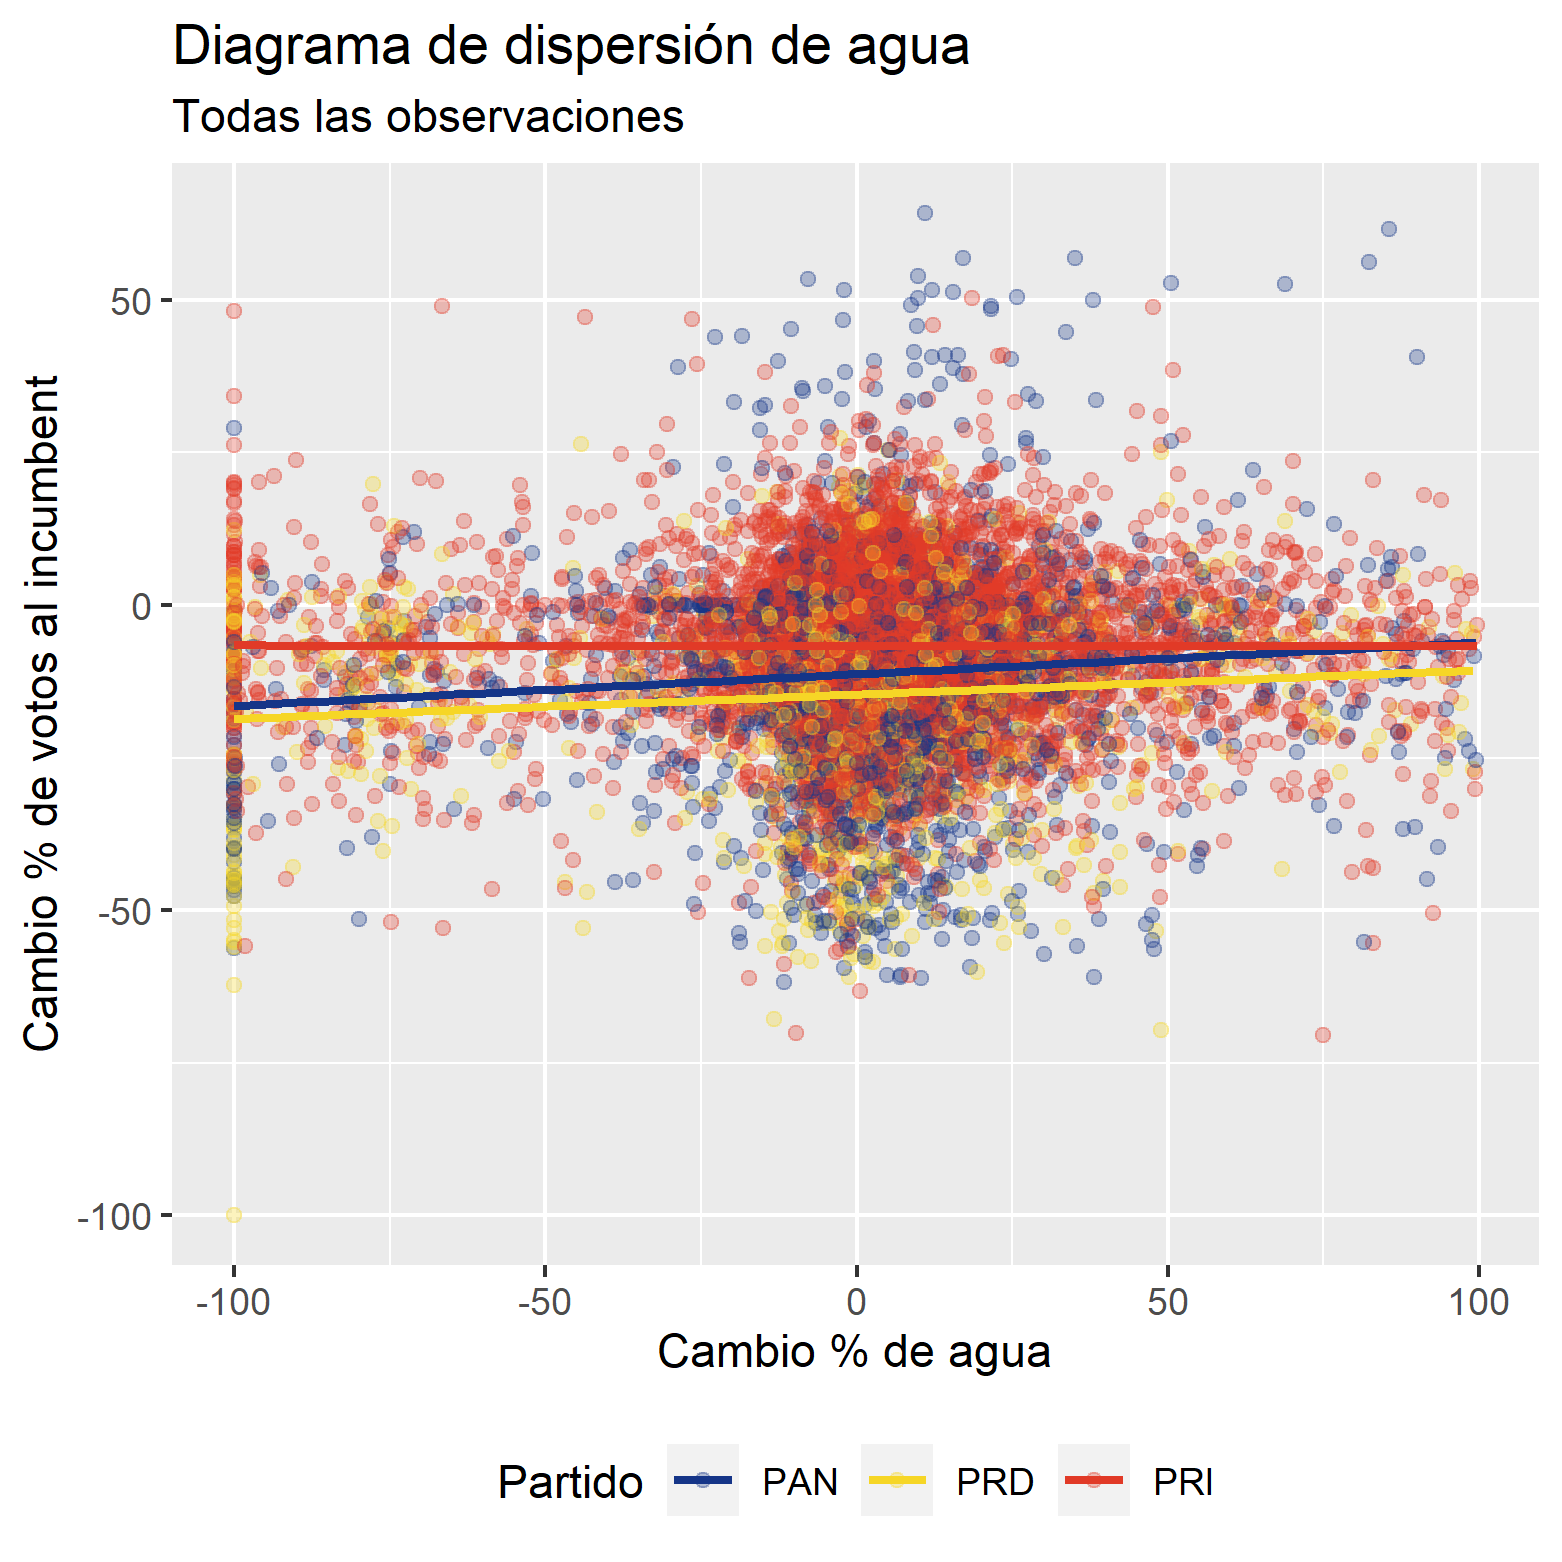 Diagrama de dispersión de agua
Todas las observaciones
Cambio % de votos al incumbent
50
0
-50
-100
-100 -50 0 50 100
Cambio % de agua
Partido PAN PRD PRI